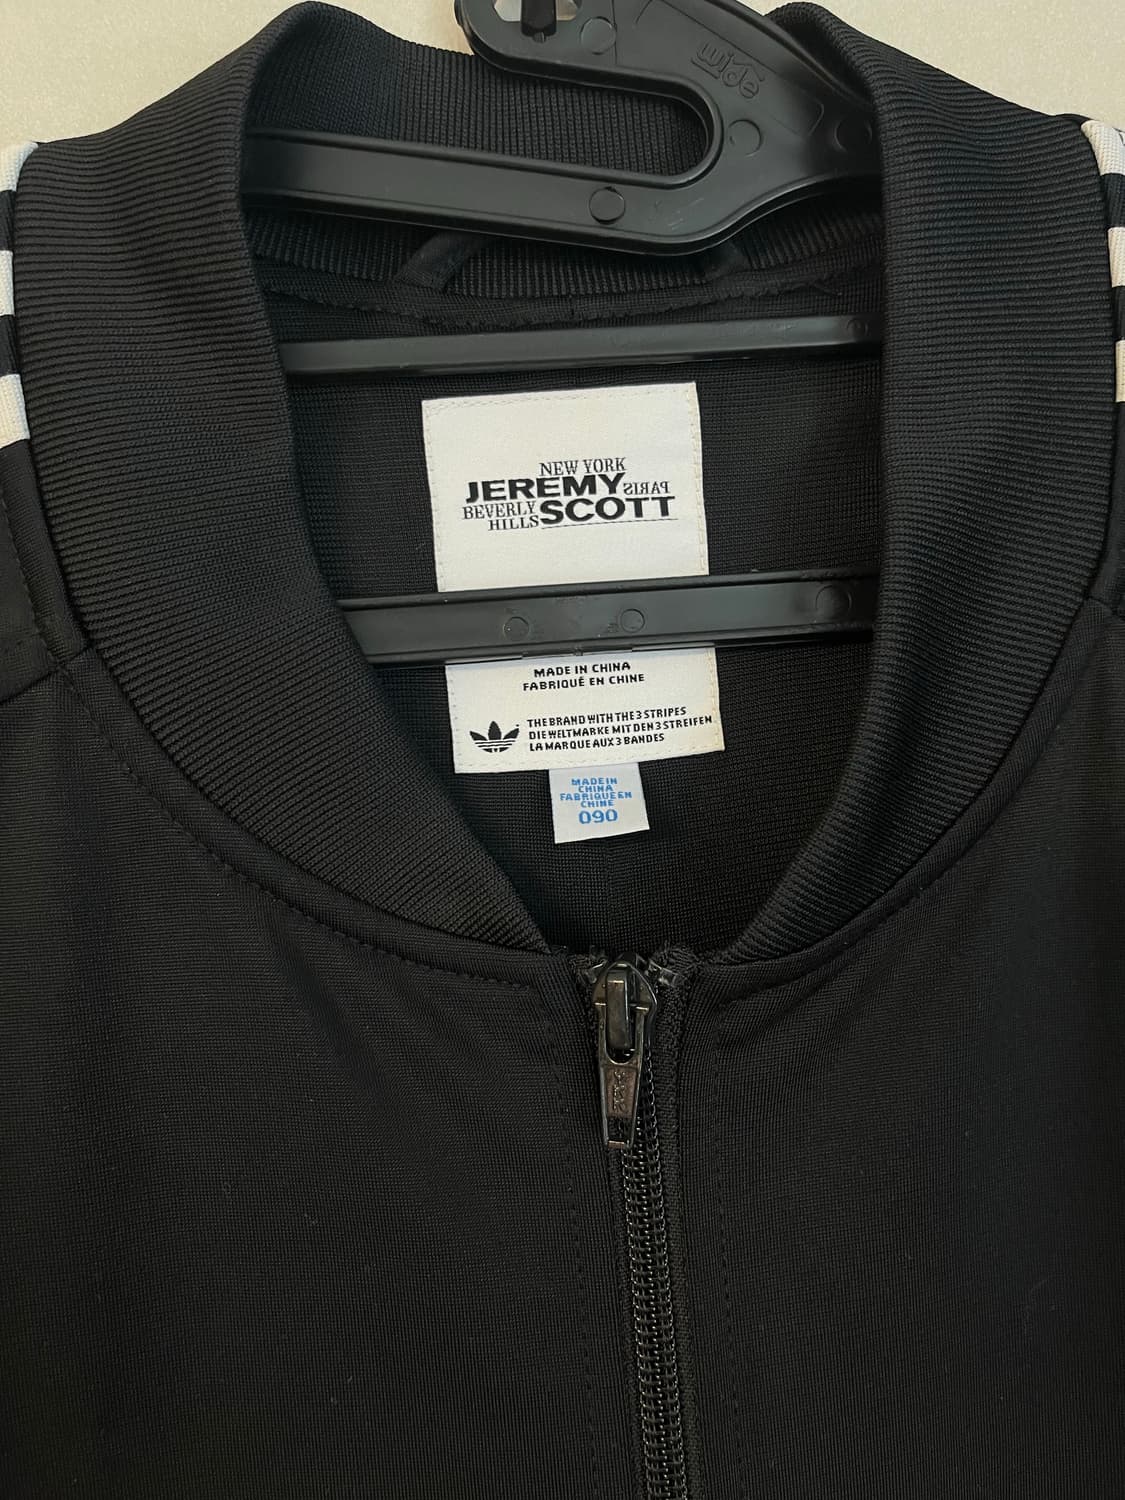 wide
NEW YORK
JEREMY PARIS
BEVERLY SCOTT
HILLS
MADE IN CHINA
FABRIQUÉ EN CHINE
THE BRAND WITH THE 3 STRIPES
DIE WELTMARKE MIT DEN 3 STREIFEN
LA MARQUE AUX 3 BANDES
MADE IN
CHINA
FABRIQUE EN
CHINE
090